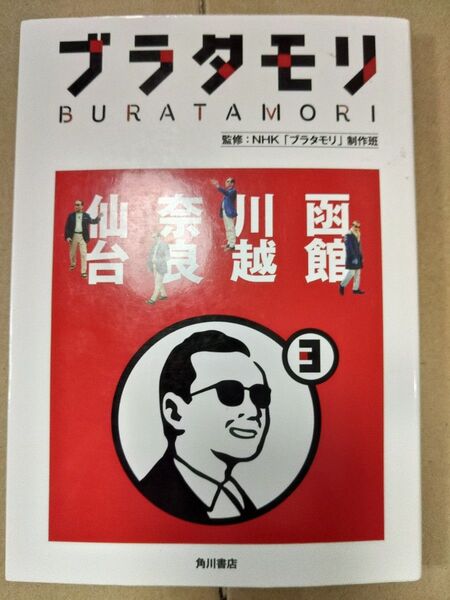 ブラタモリ
BURATAMORI
監修：NHK「ブラタモリ」制作班
函館
川越
奈良
仙台
3
角川書店